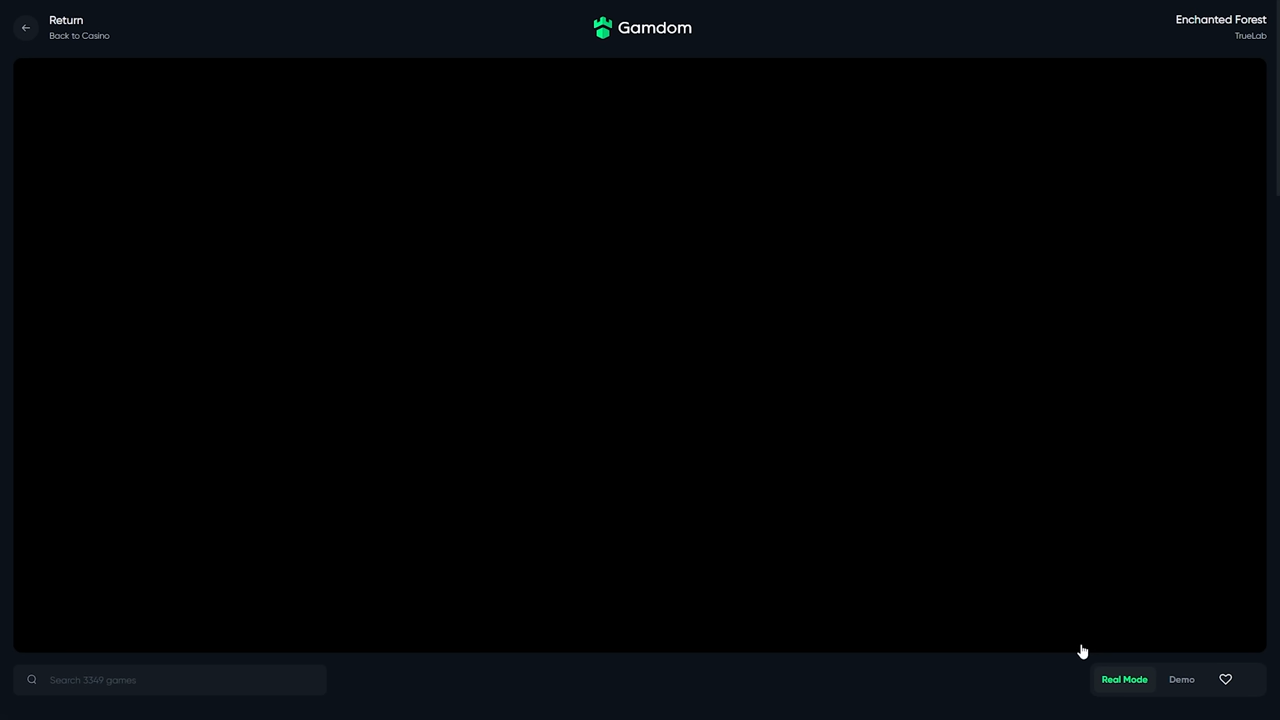 Return
Back to Casino
Gamdom
Enchanted Forest
TrueLab
Search 3349 games
Real Mode
Demo